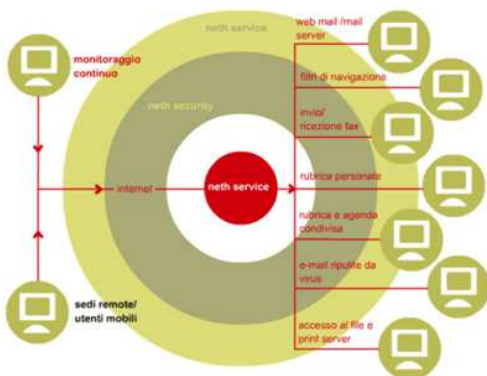 neth service
web mail /mail
server
monitoraggio
continuo
filtri di navigazione
neth security
invio/
ricezione fax
internet
neth service
rubrica personale
rubrica e agenda
condivisa
e-mail ripulite da
virus
sedi remote/
utenti mobili
accesso al file e
print server